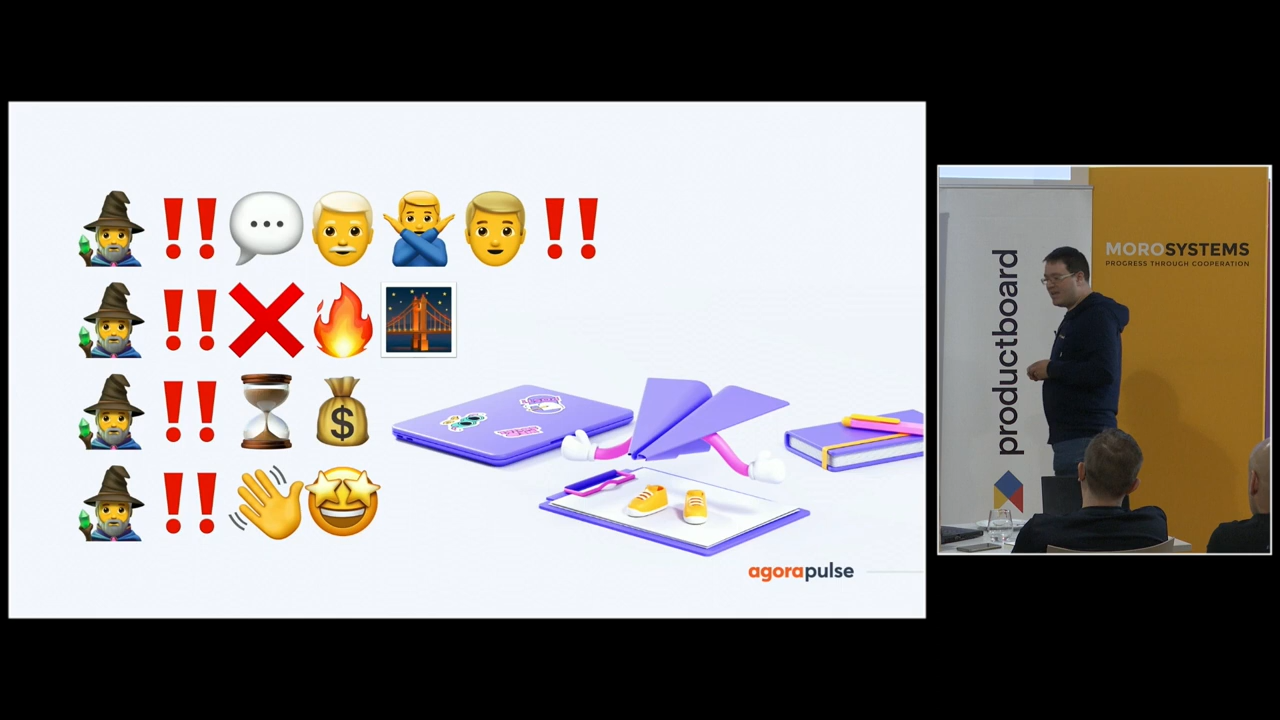 agorapulse
productboard
MOROSYSTEMS
PROGRESS THROUGH COOPERATION